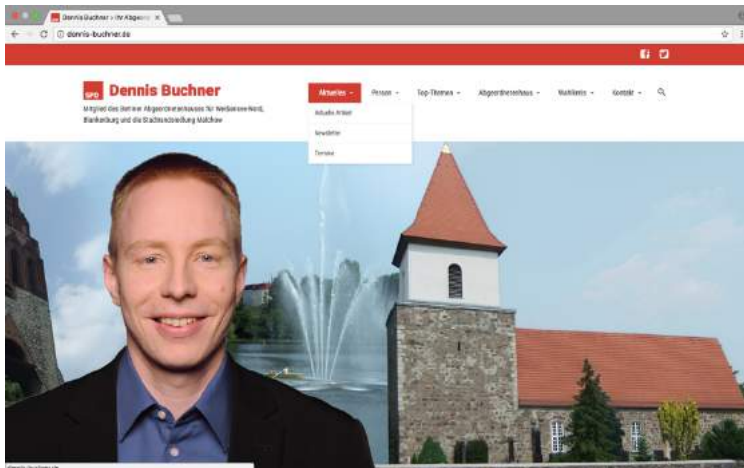 Dennis Buchner » Ihr Abgeor
dennis-buchner.de
SPD Dennis Buchner
Mitglied des Berliner Abgeordnetenhauses für Weißensee-Nord,
Blankenburg und die Stadtrandsiedlung Malchow
Aktuelles Person Top-Themen Abgeordnetenhaus Wahlkreis Kontakt
Aktuelle Artikel
Newsletter
Termine